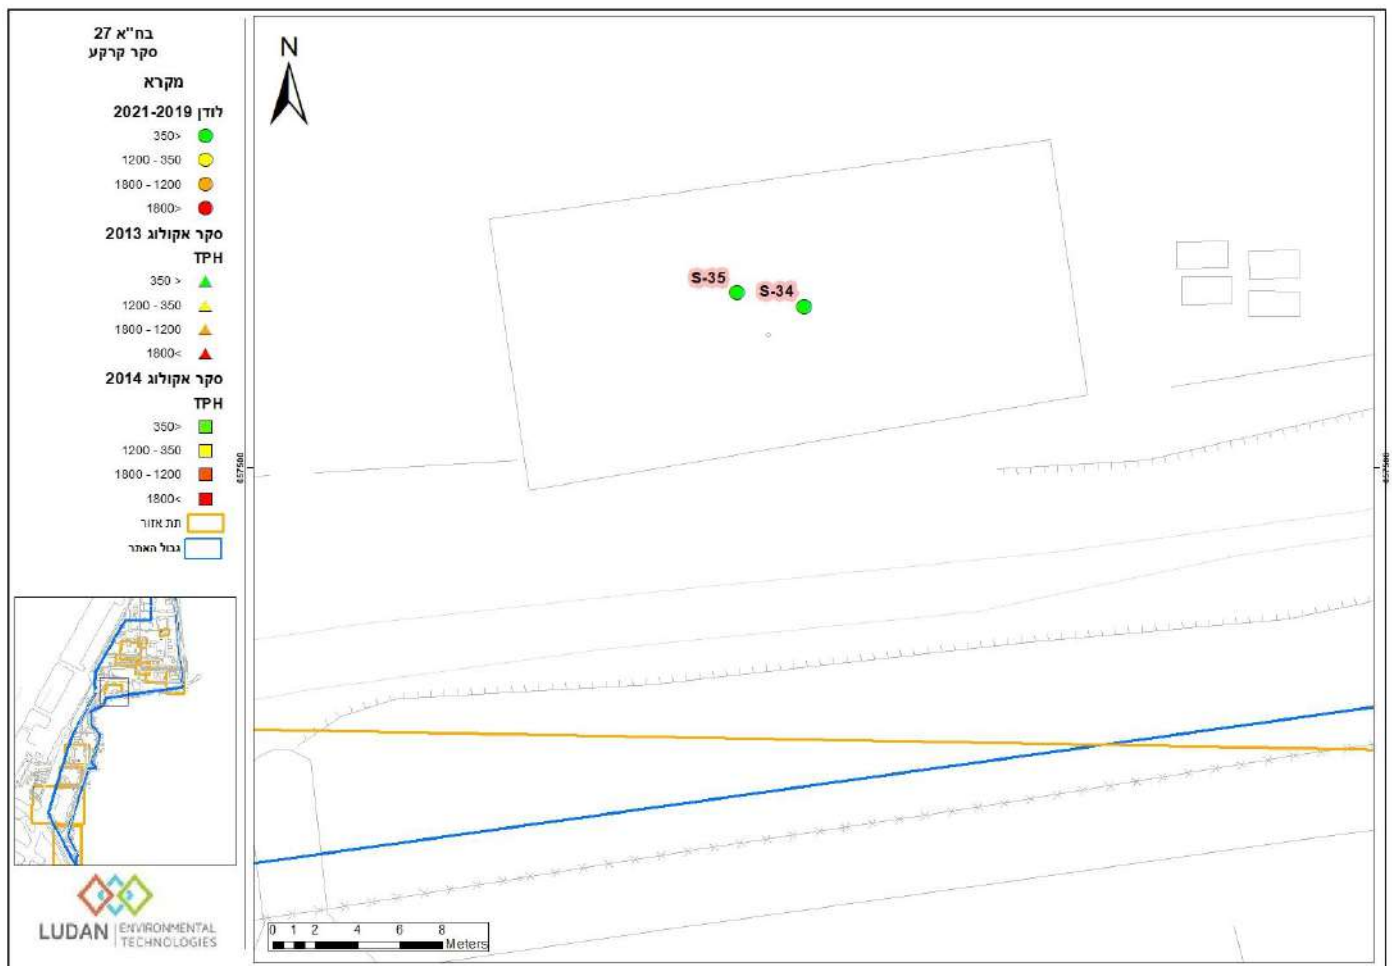 בח''א 27
סקר קרקע
מקרא
לודן 2021-2019
350>
1200 - 350
1800 - 1200
1800>
סקר אקולוג 2013
TPH
350 >
1200 - 350
1800 - 1200
1800<
סקר אקולוג 2014
TPH
350>
1200 - 350
1800 - 1200
1800<
תת אזור
גבול האתר
LUDAN ENVIRONMENTAL
TECHNOLOGIES
N
S-35
S-34
657500
657500
0 1 2 4 6 8
Meters